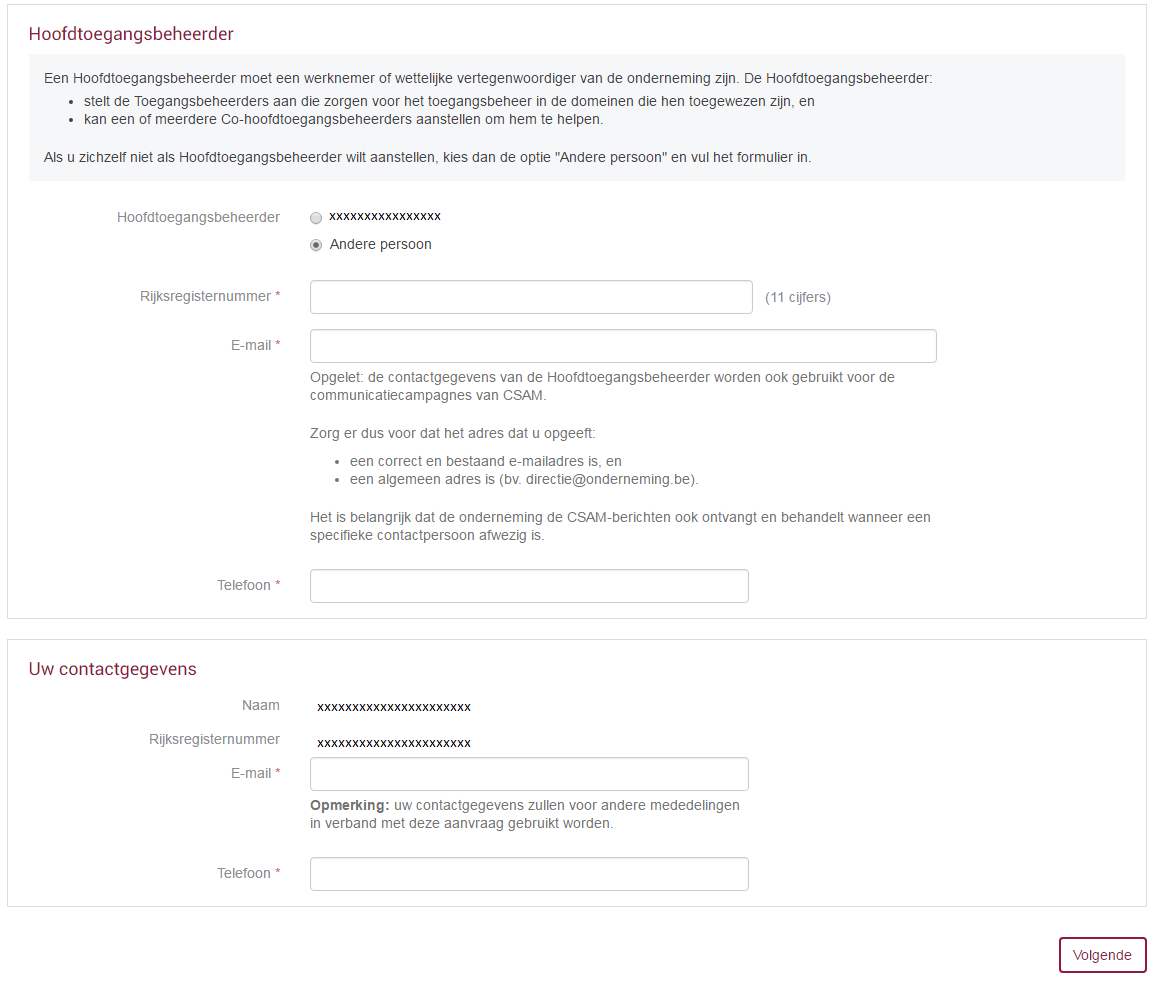 Hoofdtoegangsbeheerder
Een Hoofdtoegangsbeheerder moet een werknemer of wettelijke vertegenwoordiger van de onderneming zijn. De Hoofdtoegangsbeheerder:
• stelt de Toegangsbeheerders aan die zorgen voor het toegangsbeheer in de domeinen die hen toegewezen zijn, en
• kan een of meerdere Co-hoofdtoegangsbeheerders aanstellen om hem te helpen.
Als u zichzelf niet als Hoofdtoegangsbeheerder wilt aanstellen, kies dan de optie "Andere persoon" en vul het formulier in.
Hoofdtoegangsbeheerder xxxxxxxxxxxxxxxx
Andere persoon
Rijksregisternummer * (11 cijfers)
E-mail *
Opgelet: de contactgegevens van de Hoofdtoegangsbeheerder worden ook gebruikt voor de
communicatiecampagnes van CSAM.
Zorg er dus voor dat het adres dat u opgeeft:
• een correct en bestaand e-mailadres is, en
• een algemeen adres is (bv. directie@onderneming.be).
Het is belangrijk dat de onderneming de CSAM-berichten ook ontvangt en behandelt wanneer een
specifieke contactpersoon afwezig is.
Telefoon *
Uw contactgegevens
Naam xxxxxxxxxxxxxxxxxxxxxx
Rijksregisternummer xxxxxxxxxxxxxxxxxxxxxx
E-mail *
Opmerking: uw contactgegevens zullen voor andere mededelingen
in verband met deze aanvraag gebruikt worden.
Telefoon *
Volgende